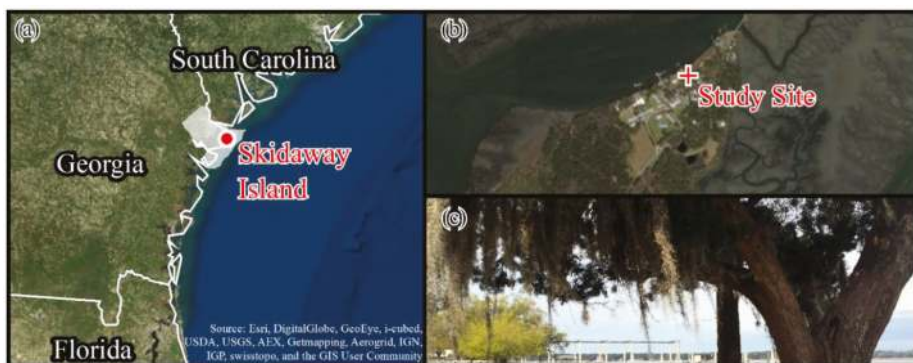 (a)
South Carolina
Georgia
Skidaway
Island
Florida
Source: Esri, DigitalGlobe, GeoEye, i-cubed,
USDA, USGS, AEX, Getmapping, Aerogrid, IGN,
IGP, swisstopo, and the GIS User Community
(b)
Study Site
(c)